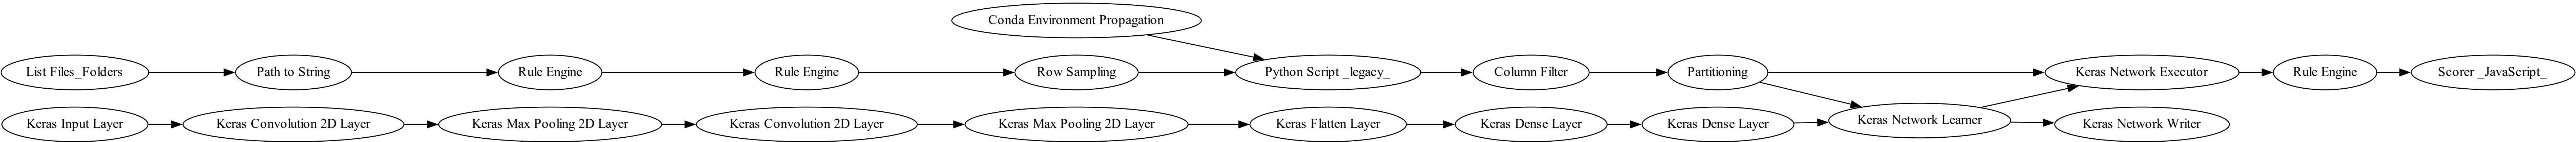 Conda Environment Propagation
List Files_Folders
Path to String
Rule Engine
Rule Engine
Row Sampling
Python Script _legacy_
Column Filter
Partitioning
Keras Network Executor
Rule Engine
Scorer _JavaScript_
Keras Input Layer
Keras Convolution 2D Layer
Keras Max Pooling 2D Layer
Keras Convolution 2D Layer
Keras Max Pooling 2D Layer
Keras Flatten Layer
Keras Dense Layer
Keras Dense Layer
Keras Network Learner
Keras Network Writer